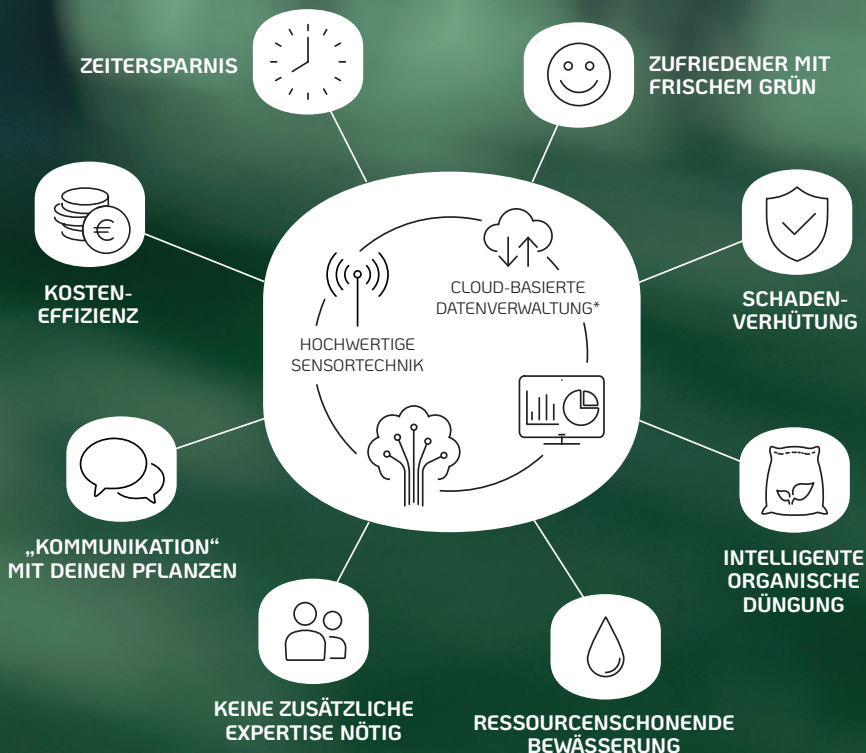 ZEITERSPARNIS
ZUFRIEDENER MIT
FRISCHEM GRÜN
KOSTEN-
EFFIZIENZ
€
CLOUD-BASIERTE
DATENVERWALTUNG*
HOCHWERTIGE
SENSORTECHNIK
SCHADEN-
VERHÜTUNG
„KOMMUNIKATION“
MIT DEINEN PFLANZEN
INTELLIGENTE
ORGANISCHE
DÜNGUNG
KEINE ZUSÄTZLICHE
EXPERTISE NÖTIG
RESSOURCENSCHONENDE
BEWÄSSERUNG